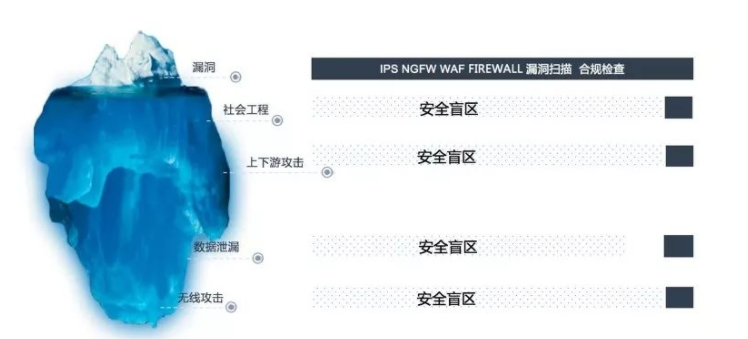 漏洞
IPS NGFW WAF FIREWALL 漏洞扫描 合规检查
社会工程
安全盲区
上下游攻击
安全盲区
数据泄漏
安全盲区
无线攻击
安全盲区